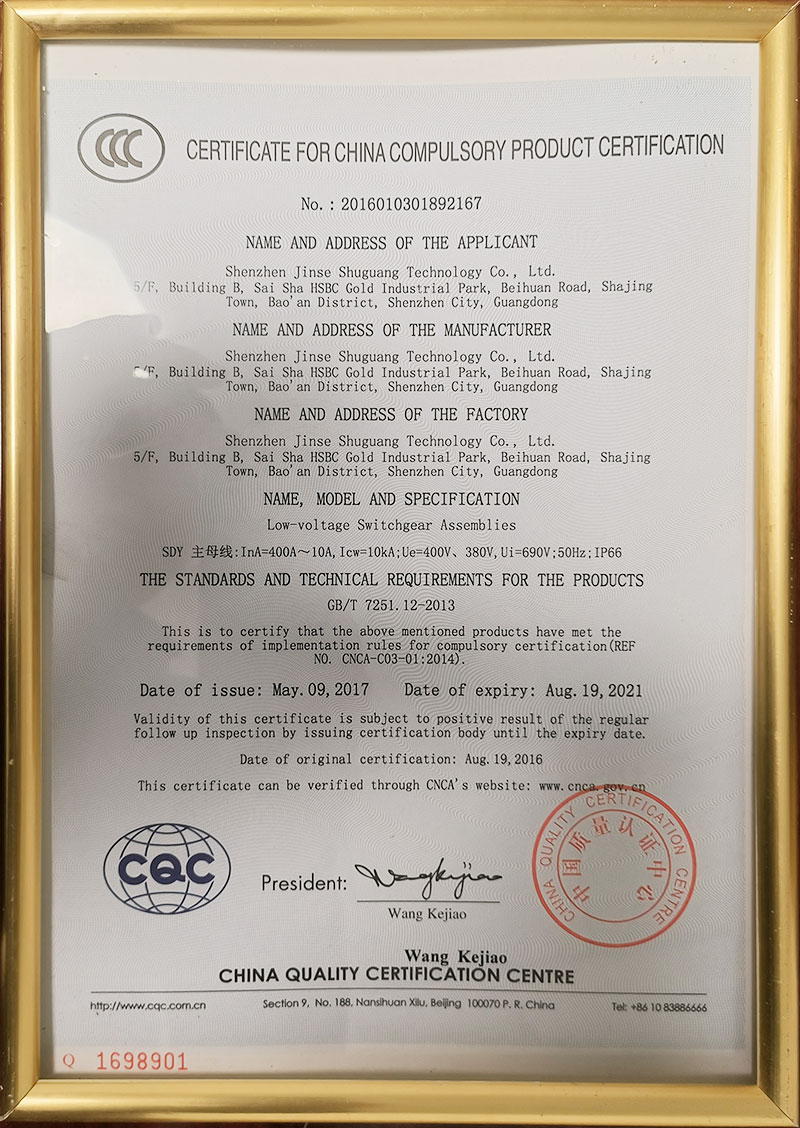 CCC
CERTIFICATE FOR CHINA COMPULSORY PRODUCT CERTIFICATION
No.: 2016010301892167
NAME AND ADDRESS OF THE APPLICANT
Shenzhen Jinse Shuguang Technology Co., Ltd.
5/F, Building B, Sai Sha HSBC Gold Industrial Park, Beihuan Road, Shajing
Town, Bao'an District, Shenzhen City, Guangdong
NAME AND ADDRESS OF THE MANUFACTURER
Shenzhen Jinse Shuguang Technology Co., Ltd.
5/F, Building B, Sai Sha HSBC Gold Industrial Park, Beihuan Road, Shajing
Town, Bao'an District, Shenzhen City, Guangdong
NAME AND ADDRESS OF THE FACTORY
Shenzhen Jinse Shuguang Technology Co., Ltd.
5/F, Building B, Sai Sha HSBC Gold Industrial Park, Beihuan Road, Shajing
Town, Bao'an District, Shenzhen City, Guangdong
NAME, MODEL AND SPECIFICATION
Low-voltage Switchgear Assemblies
SDY 主母线:InA=400A～10A,Icw=10kA;Ue=400V、380V,Ui=690V;50Hz;IP66
THE STANDARDS AND TECHNICAL REQUIREMENTS FOR THE PRODUCTS
GB/T 7251.12-2013
This is to certify that the above mentioned products have met the
requirements of implementation rules for compulsory certification(REF
NO. CNCA-C03-01:2014).
Date of issue: May.09,2017 Date of expiry: Aug.19,2021
Validity of this certificate is subject to positive result of the regular
follow up inspection by issuing certification body until the expiry date.
Date of original certification: Aug.19,2016
This certificate can be verified through CNCA's website: www.cnca.gov.cn
CHINA QUALITY CERTIFICATION CENTRE
中国质量认证中心
CQC
President: Wangkejiao
Wang Kejiao
Wang Kejiao
CHINA QUALITY CERTIFICATION CENTRE
http://www.cqc.com.cn Section 9, No. 188, Nansihuan Xilu, Beijing 100070 P. R. China Tel: +86 10 83886666
Q 1698901